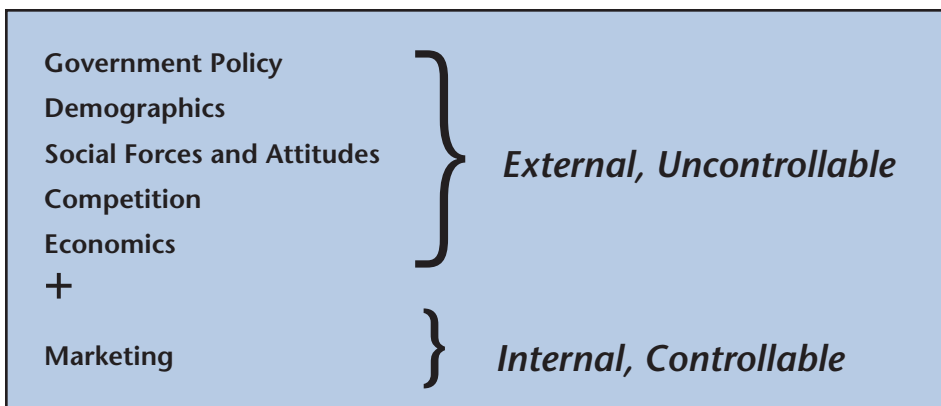 Government Policy
Demographics
Social Forces and Attitudes
Competition
Economics
External, Uncontrollable
+
Marketing
Internal, Controllable